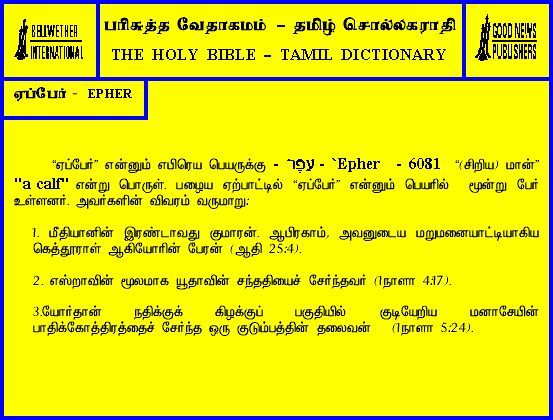 BELLWETHER
INTERNATIONAL
பரிசுத்த வேதாகமம் – தமிழ் சொல்லகராதி
THE HOLY BIBLE – TAMIL DICTIONARY
GOOD NEWS
PUBLISHERS
ஏப்பேர் - EPHER
“ஏப்பேர்” என்னும் எபிரெய பெயருக்கு - עפֶר - `Epher - 6081 “(சிறிய) மான்”
"a calf" என்று பொருள். பழைய ஏற்பாட்டில் “ஏப்பேர்” என்னும் பெயரில் மூன்று பேர்
உள்ளனர். அவர்களின் விவரம் வருமாறு:
1. மீதியானின் இரண்டாவது குமாரன். ஆபிரகாம், அவனுடைய மறுமனையாட்டியாகிய
கெத்தூராள் ஆகியோரின் பேரன் (ஆதி 25:4).
2. எஸ்றாவின் மூலமாக யூதாவின் சந்ததியைச் சேர்ந்தவர் (1நாளா 4:17).
3.யோர்தான் நதிக்குக் கிழக்குப் பகுதியில் குடியேறிய மனாசேயின்
பாதிக்கோத்திரத்தைச் சேர்ந்த ஒரு குடும்பத்தின் தலைவன் (1நாளா 5:24).